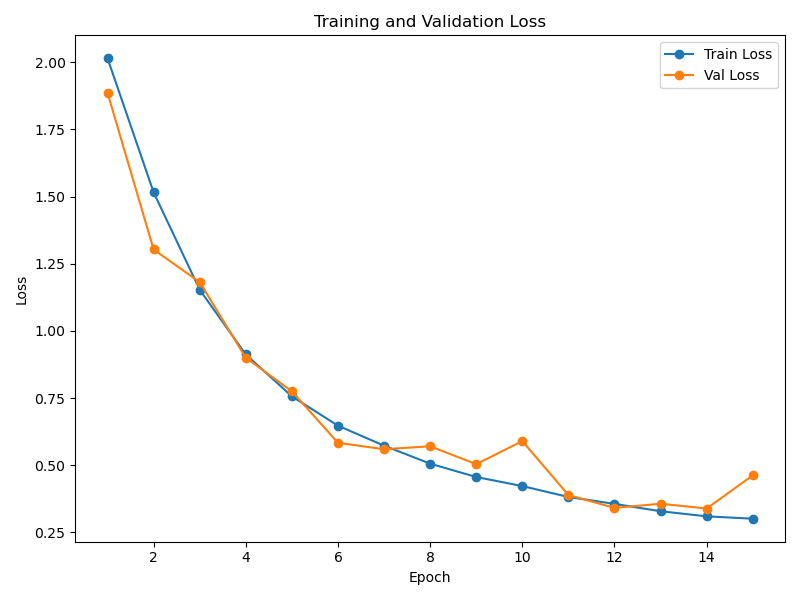 Training and Validation Loss
Train Loss
Val Loss
2.00
1.75
1.50
1.25
1.00
0.75
0.50
0.25
Loss
2 4 6 8 10 12 14
Epoch